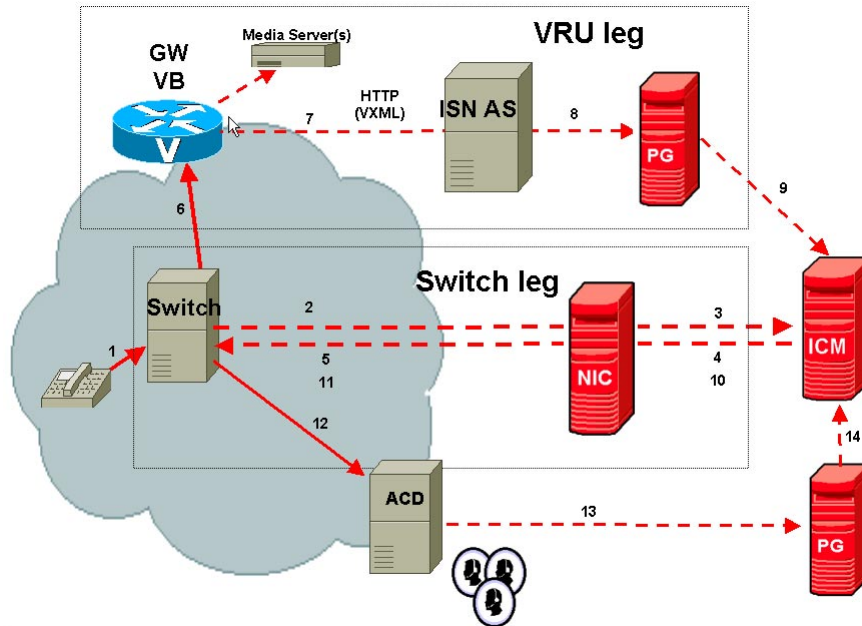 VRU leg
Media Server(s)
GW
VB
HTTP
(VXML)
ISN AS
7
8
PG
V
9
6
Switch leg
Switch
2
3
1
NIC
ICM
5
4
11
10
12
14
ACD
13
PG